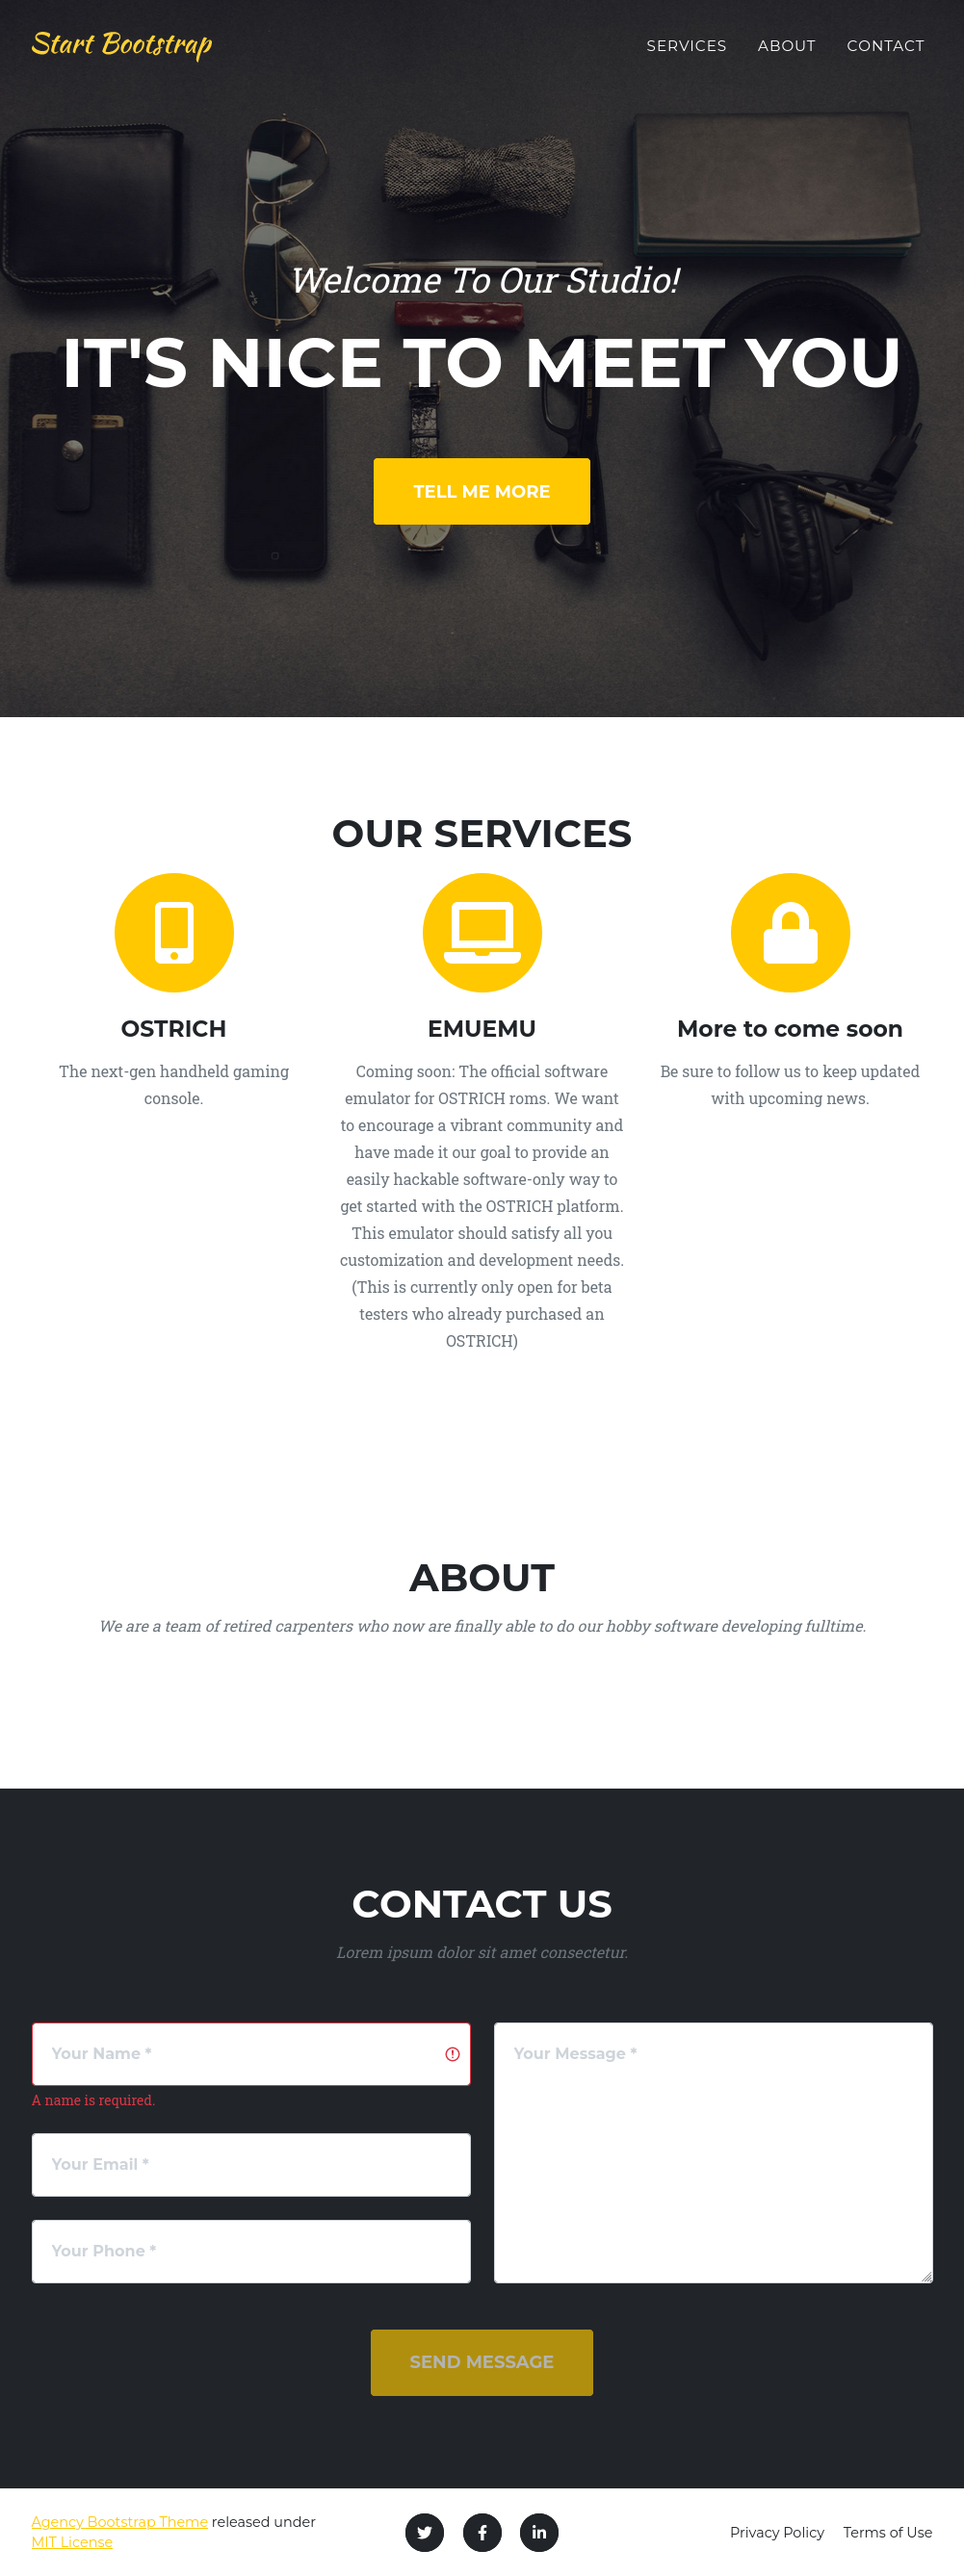 Start Bootstrap
SERVICES ABOUT CONTACT
Welcome To Our Studio!
IT'S NICE TO MEET YOU
TELL ME MORE
OUR SERVICES
OSTRICH
The next-gen handheld gaming
console.
EMUEMU
Coming soon: The official software
emulator for OSTRICH roms. We want
to encourage a vibrant community and
have made it our goal to provide an
easily hackable software-only way to
get started with the OSTRICH platform.
This emulator should satisfy all you
customization and development needs.
(This is currently only open for beta
testers who already purchased an
OSTRICH)
More to come soon
Be sure to follow us to keep updated
with upcoming news.
ABOUT
We are a team of retired carpenters who now are finally able to do our hobby software developing fulltime.
CONTACT US
Lorem ipsum dolor sit amet consectetur.
Your Name *
A name is required.
Your Email *
Your Phone *
Your Message *
SEND MESSAGE
Agency Bootstrap Theme released under
MIT License
Privacy Policy Terms of Use